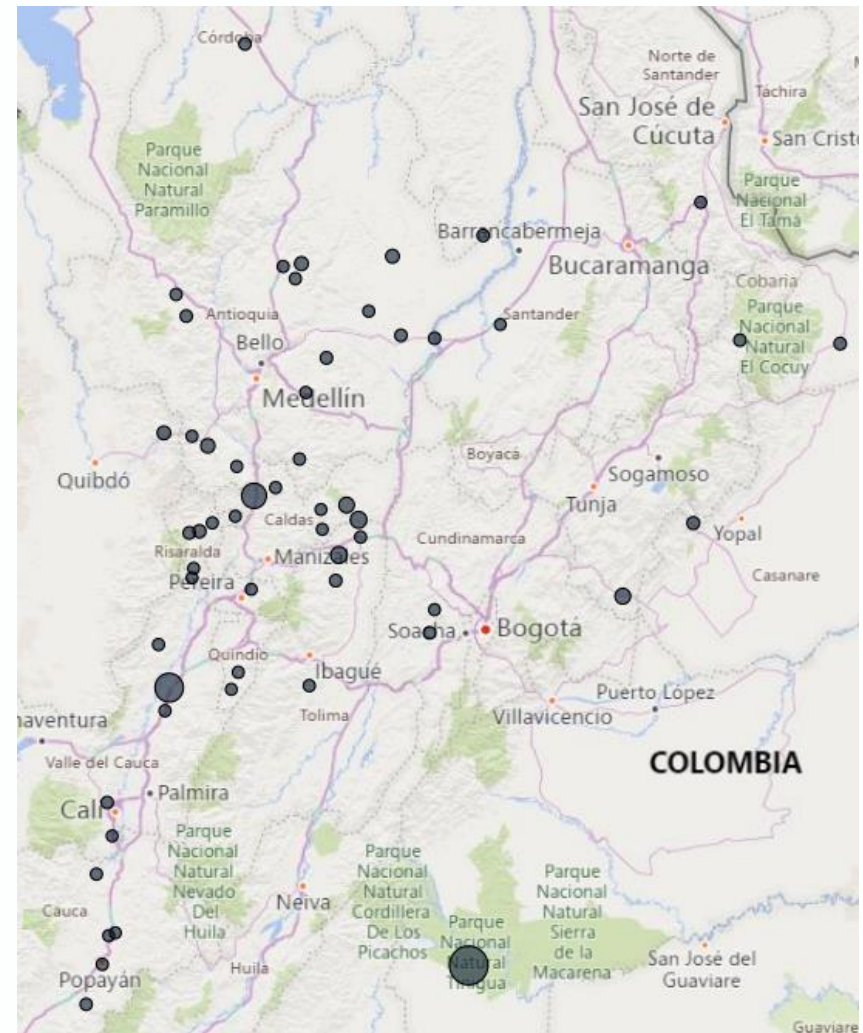 Córdoba
Norte de
Santander
San José de
Cúcuta
Táchira
San Crist
Parque
Nacional
Natural
Paramillo
Parque
Nacional
El Tamá
Barrancabermeja
Bucaramanga
Cobaria
Parque
Nacional
Natural
El Cocuy
Antioquia
Santander
Bello
Medellín
Quibdó
Boyacá
Sogamoso
Tunja
Yopal
Caldas
Cundinamarca
Risaralda
Manizales
Casanare
Pereira
Soacha
Bogotá
Quindío
Ibagué
Tolima
Puerto López
Villavicencio
naventura
Valle del Cauca
COLOMBIA
Palmira
Cali
Parque
Nacional
Natural
Nevado
Del
Huila
Parque
Nacional
Natural
Cordillera
De Los
Picachos
Parque
Nacional
Natural
Sierra
de la
Macarena
Neiva
Cauca
Parque
Nacional
Natural
Tinigua
San José del
Guaviare
Popayán
Huila
Guaviare